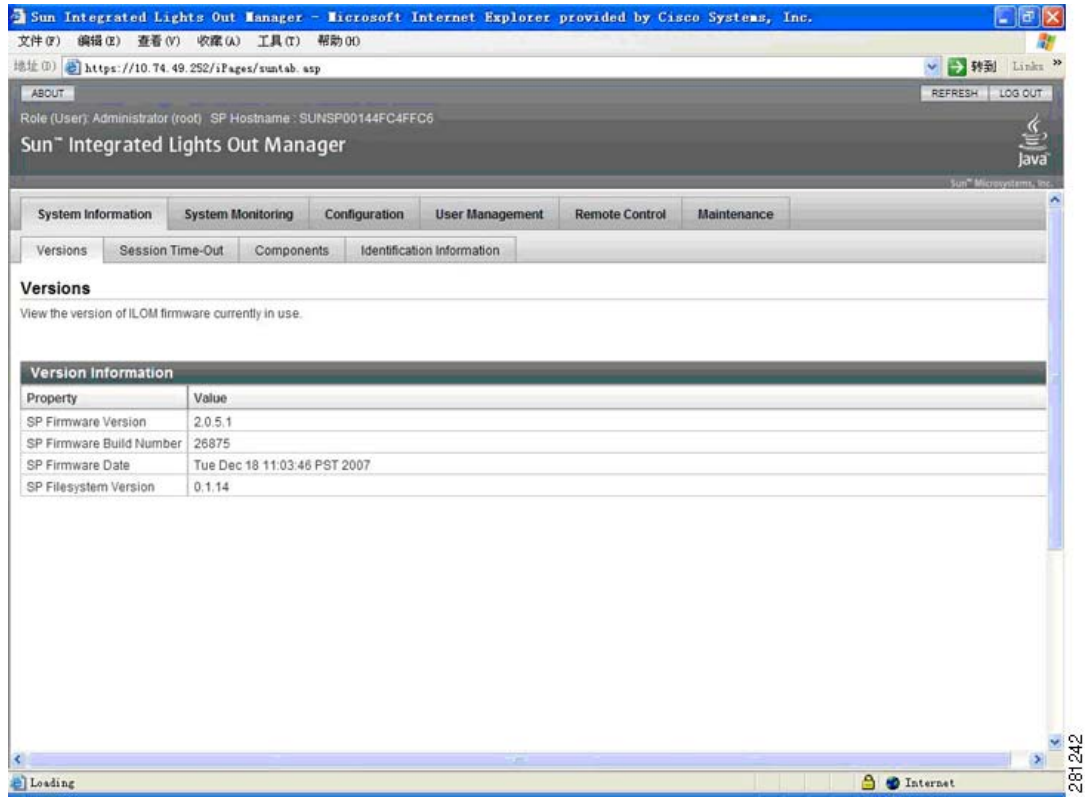 Sun Integrated Lights Out Manager - Microsoft Internet Explorer provided by Cisco Systems, Inc.
文件(F) 编辑(E) 查看(V) 收藏(A) 工具(T) 帮助(H)
地址(D) https://10.74.49.252/iPages/suntab.asp 转到 Links »
ABOUT REFRESH LOG OUT
Role (User): Administrator (root) SP Hostname : SUNSP00144FC4FFC6
Sun™ Integrated Lights Out Manager
Java
Sun™ Microsystems, Inc.
System Information System Monitoring Configuration User Management Remote Control Maintenance
Versions Session Time-Out Components Identification Information
Versions
View the version of ILOM firmware currently in use.
Version Information
Property Value
SP Firmware Version 2.0.5.1
SP Firmware Build Number 26875
SP Firmware Date Tue Dec 18 11:03:46 PST 2007
SP Filesystem Version 0.1.14
Loading Internet
281242